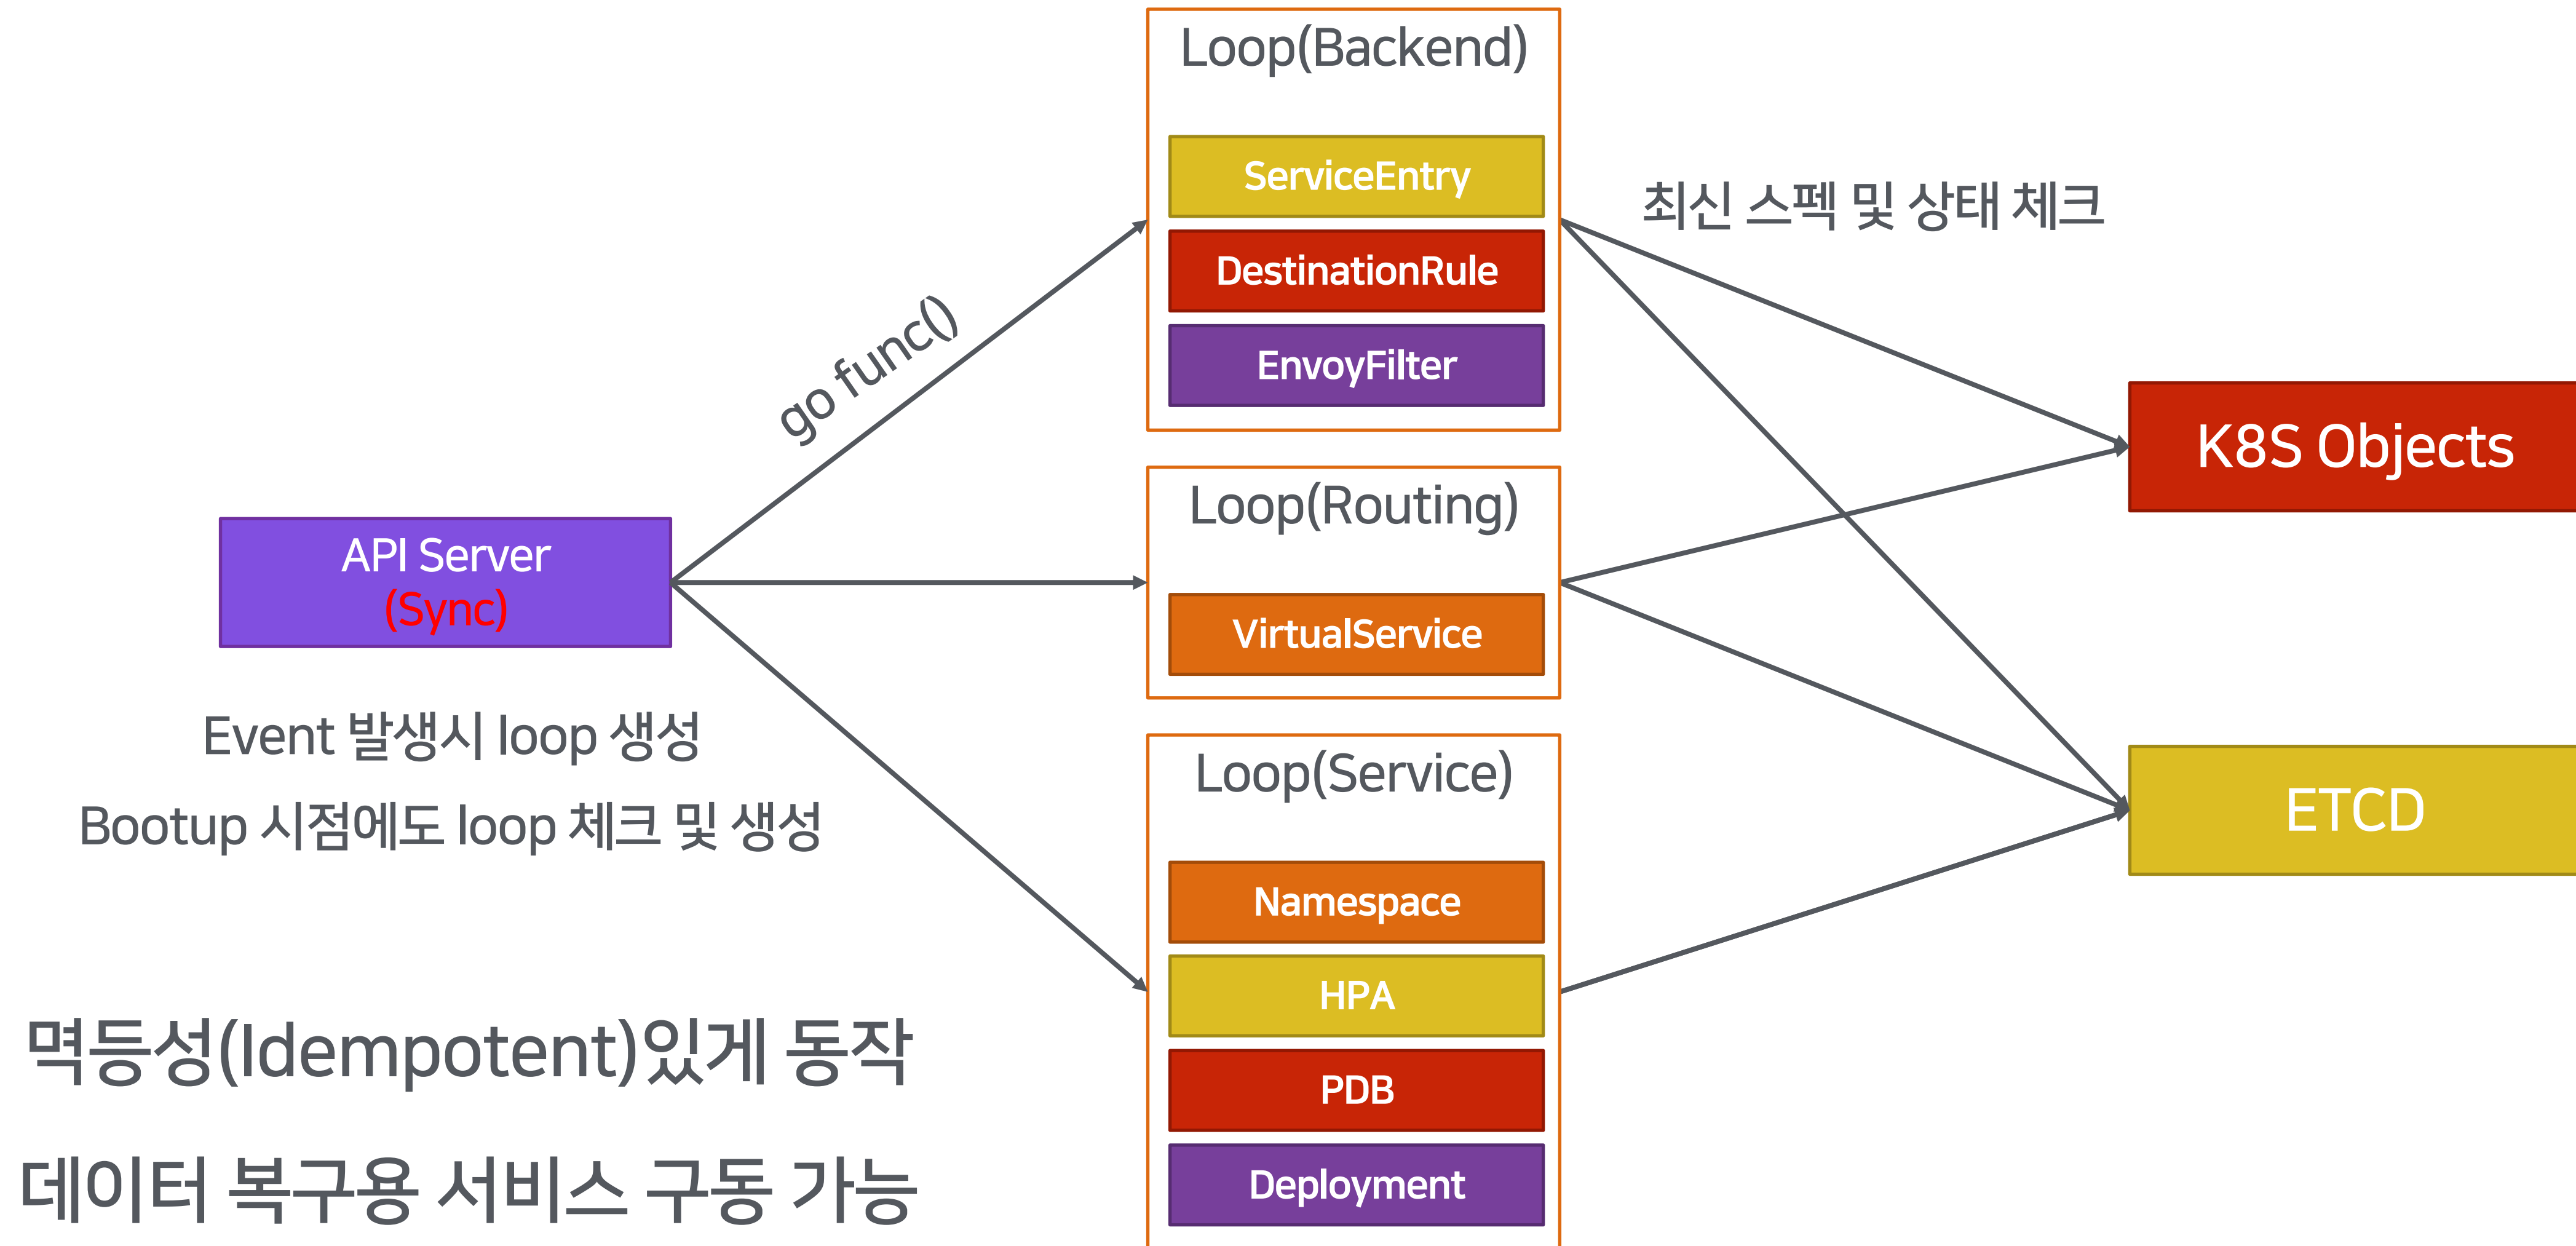 Loop(Backend)
ServiceEntry
DestinationRule
EnvoyFilter
최신 스펙 및 상태 체크
go func()
K8S Objects
Loop(Routing)
VirtualService
API Server
(Sync)
Event 발생시 loop 생성
Bootup 시점에도 loop 체크 및 생성
Loop(Service)
Namespace
HPA
PDB
Deployment
ETCD
멱등성(Idempotent)있게 동작
데이터 복구용 서비스 구동 가능